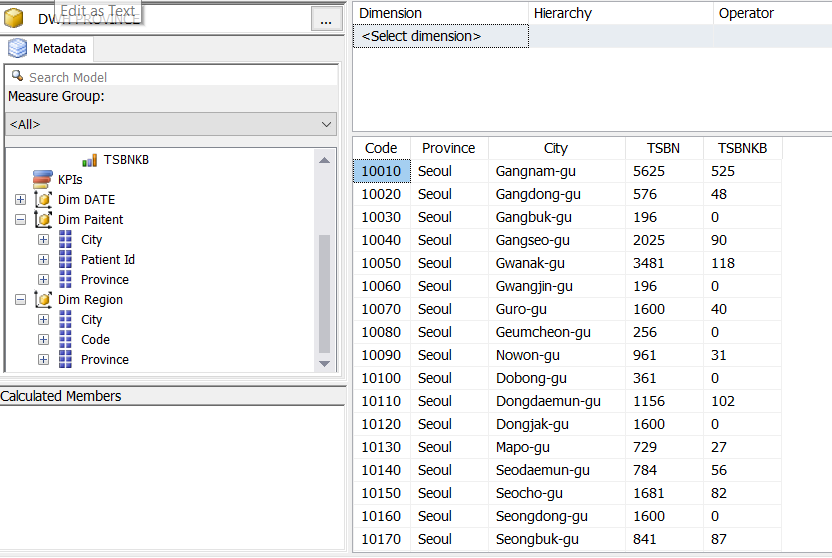 Edit as Text
DWH PROVINCE
...
Metadata
Search Model
Measure Group:
<All>
TSBNKB
KPIs
Dim DATE
Dim Paitent
City
Patient Id
Province
Dim Region
City
Code
Province
Calculated Members
Dimension Hierarchy Operator
<Select dimension>
Code Province City TSBN TSBNKB
10010 Seoul Gangnam-gu 5625 525
10020 Seoul Gangdong-gu 576 48
10030 Seoul Gangbuk-gu 196 0
10040 Seoul Gangseo-gu 2025 90
10050 Seoul Gwanak-gu 3481 118
10060 Seoul Gwangjin-gu 196 0
10070 Seoul Guro-gu 1600 40
10080 Seoul Geumcheon-gu 256 0
10090 Seoul Nowon-gu 961 31
10100 Seoul Dobong-gu 361 0
10110 Seoul Dongdaemun-gu 1156 102
10120 Seoul Dongjak-gu 1600 0
10130 Seoul Mapo-gu 729 27
10140 Seoul Seodaemun-gu 784 56
10150 Seoul Seocho-gu 1681 82
10160 Seoul Seongdong-gu 1600 0
10170 Seoul Seongbuk-gu 841 87